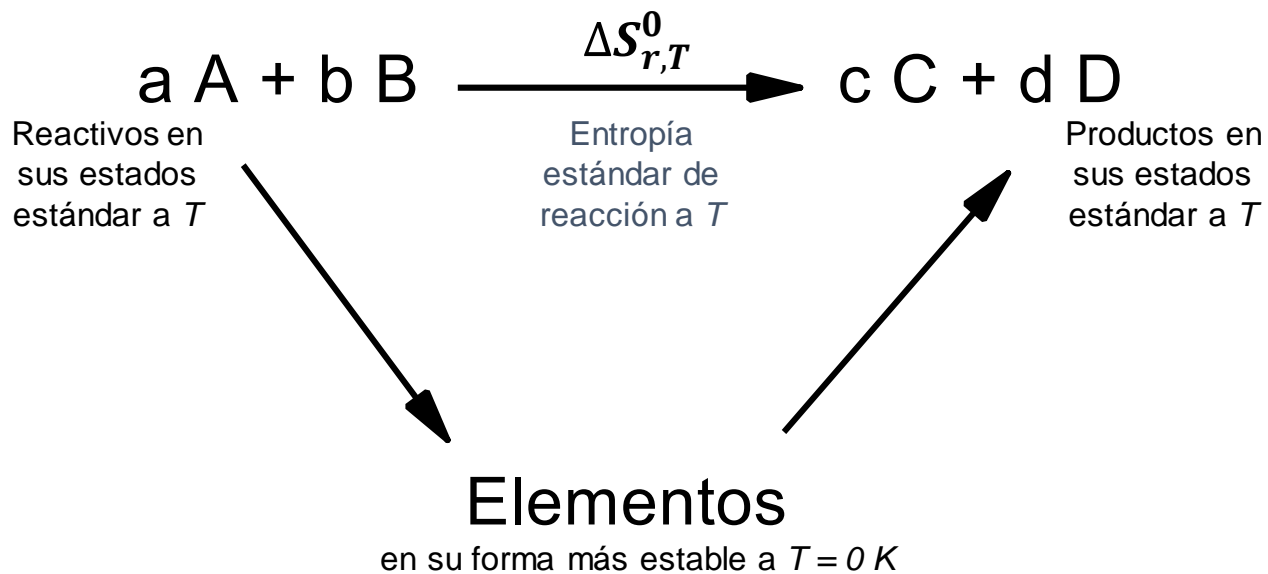 ΔS⁰r,T
a A + b B → c C + d D
Reactivos en
sus estados
estándar a T
Entropía
estándar de
reacción a T
Productos en
sus estados
estándar a T
Elementos
en su forma más estable a T = 0 K